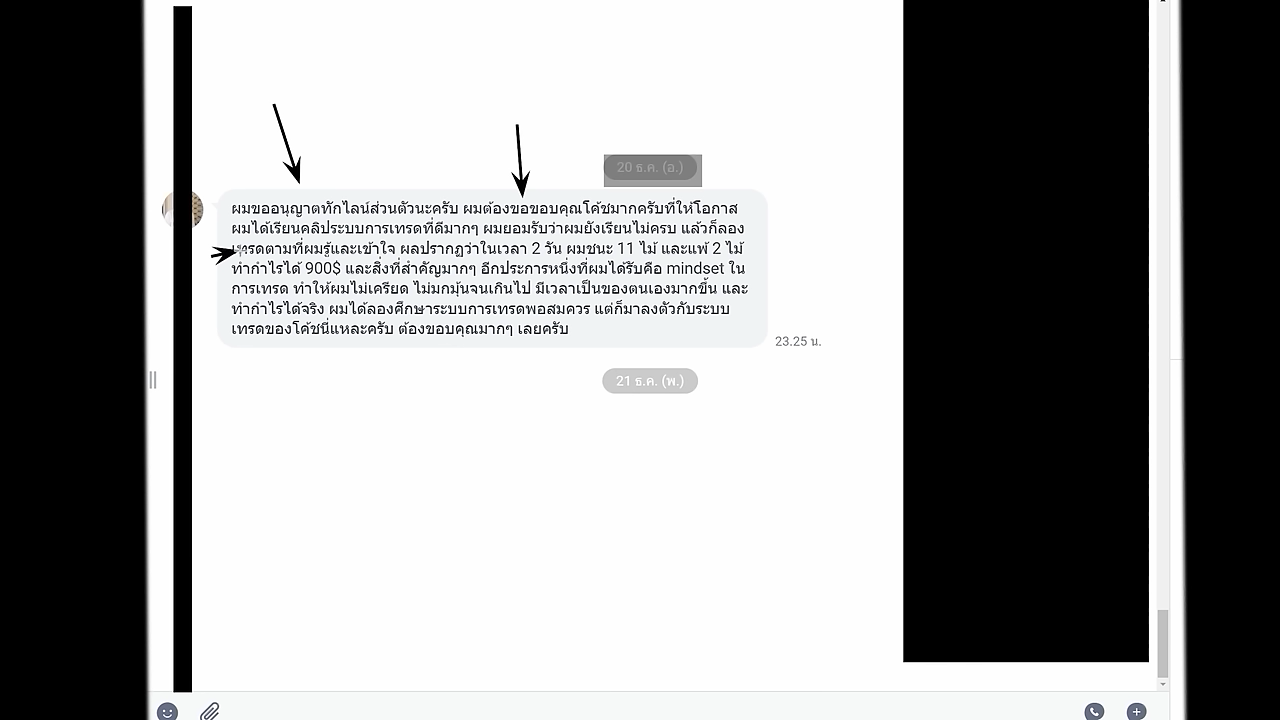 20 ธ.ค. (อ.)
ผมขออนุญาตทักไลน์ส่วนตัวนะครับ ผมต้องขอขอบคุณโค้ชมากครับที่ให้โอกาส
ผมได้เรียนคลิประบบการเทรดที่ดีมากๆ ผมยอมรับว่าผมยังเรียนไม่ครบ แล้วก็ลอง
เทรดตามที่ผมรู้และเข้าใจ ผลปรากฏว่าในเวลา 2 วัน ผมชนะ 11 ไม้ และแพ้ 2 ไม้
ทำกำไรได้ 900$ และสิ่งที่สำคัญมากๆ อีกประการหนึ่งที่ผมได้รับคือ mindset ใน
การเทรด ทำให้ผมไม่เครียด ไม่มกมุ้นจนเกินไป มีเวลาเป็นของตนเองมากขึ้น และ
ทำกำไรได้จริง ผมได้ลองศึกษาระบบการเทรดพอสมควร แต่ก็มาลงตัวกับระบบ
เทรดของโค้ชนี่แหละครับ ต้องขอบคุณมากๆ เลยครับ
23.25 น.
21 ธ.ค. (พ.)